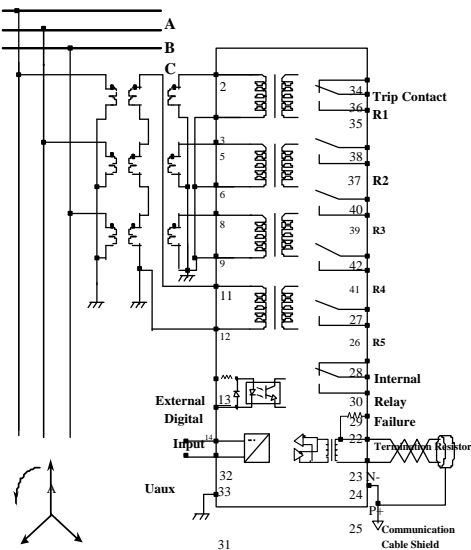 A
B
C
2
34
Trip Contact
36
R1
35
3
5
38
37
R2
6
40
8
39
R3
9
42
11
41
R4
27
12
26
R5
28
Internal
External
13
30
Relay
Digital
29
Failure
Input
14
22
Termination Resistor
32
23
N-
Uaux
33
24
P+
25
Communication
Cable Shield
31
A